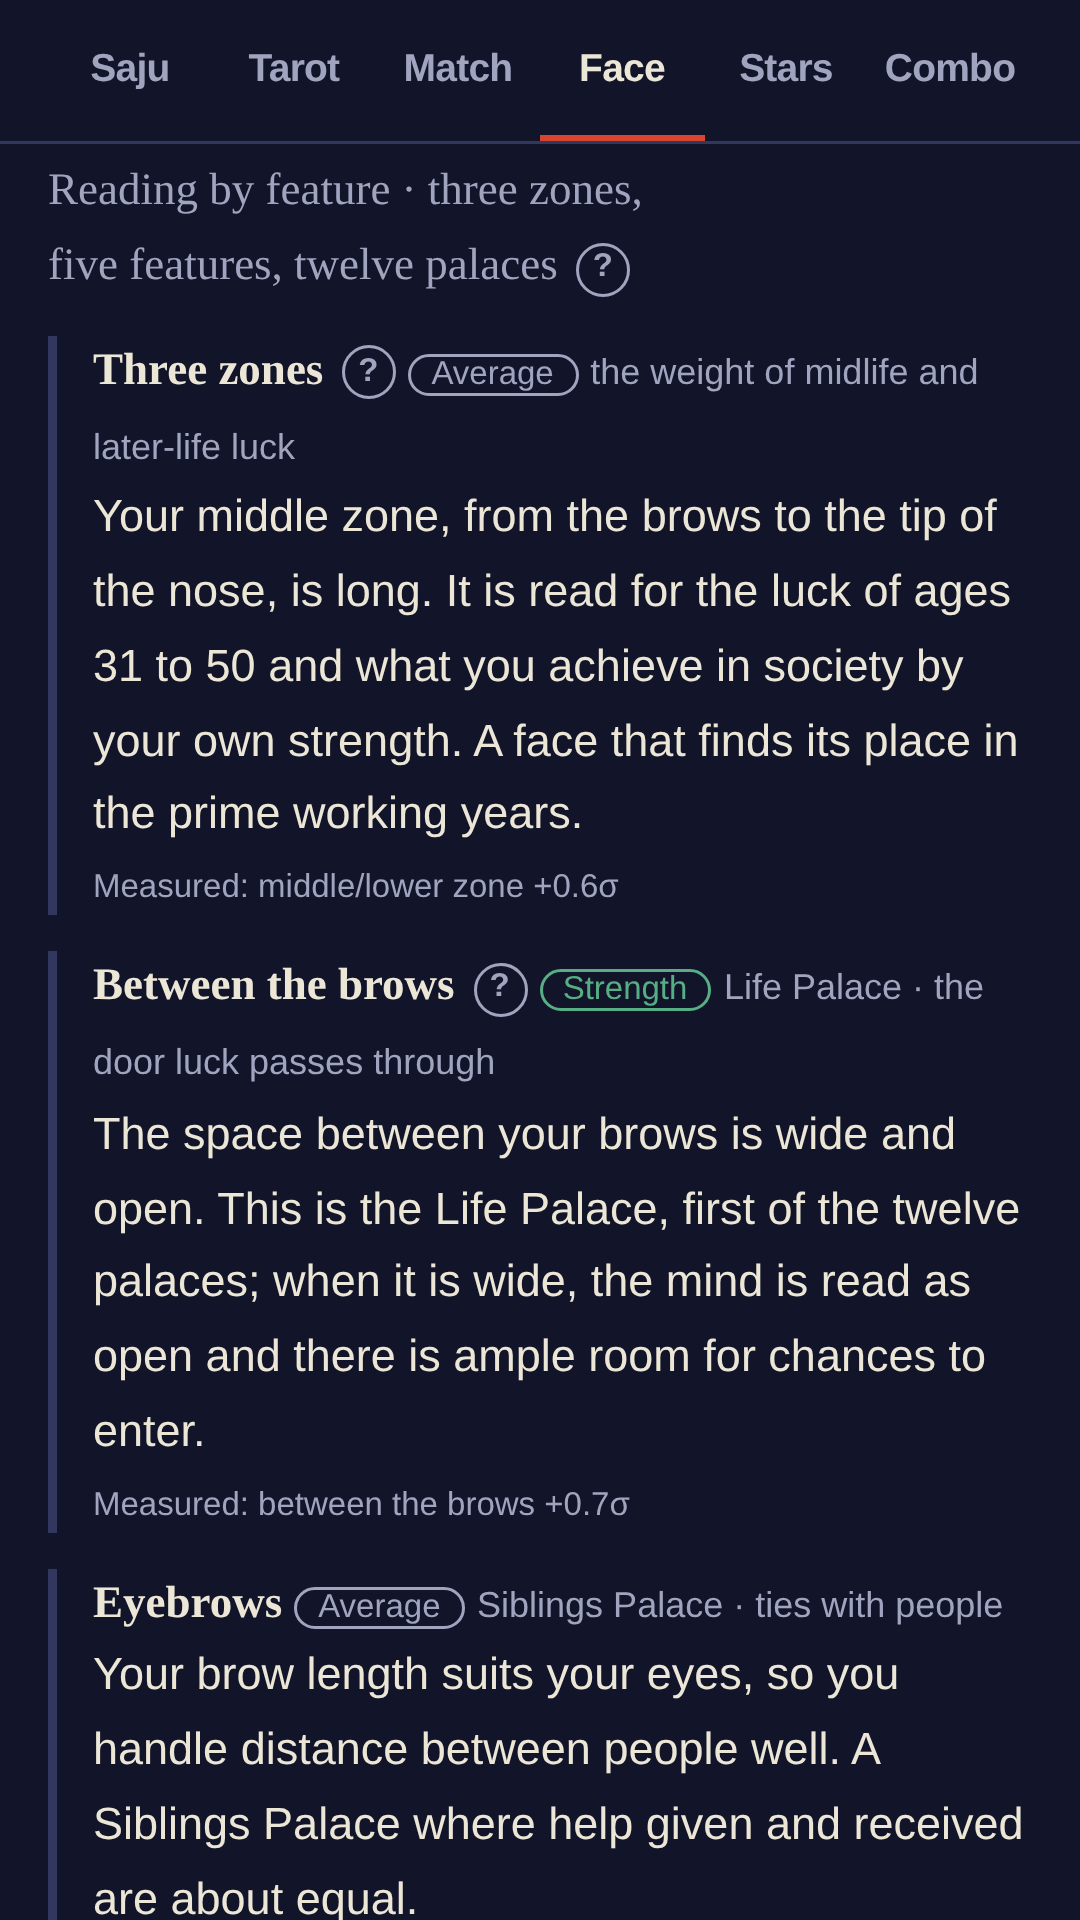 Saju Tarot Match Face Stars Combo
Reading by feature · three zones,
five features, twelve palaces ?
Three zones ? Average the weight of midlife and
later-life luck
Your middle zone, from the brows to the tip of
the nose, is long. It is read for the luck of ages
31 to 50 and what you achieve in society by
your own strength. A face that finds its place in
the prime working years.
Measured: middle/lower zone +0.6σ
Between the brows ? Strength Life Palace · the
door luck passes through
The space between your brows is wide and
open. This is the Life Palace, first of the twelve
palaces; when it is wide, the mind is read as
open and there is ample room for chances to
enter.
Measured: between the brows +0.7σ
Eyebrows Average Siblings Palace · ties with people
Your brow length suits your eyes, so you
handle distance between people well. A
Siblings Palace where help given and received
are about equal.